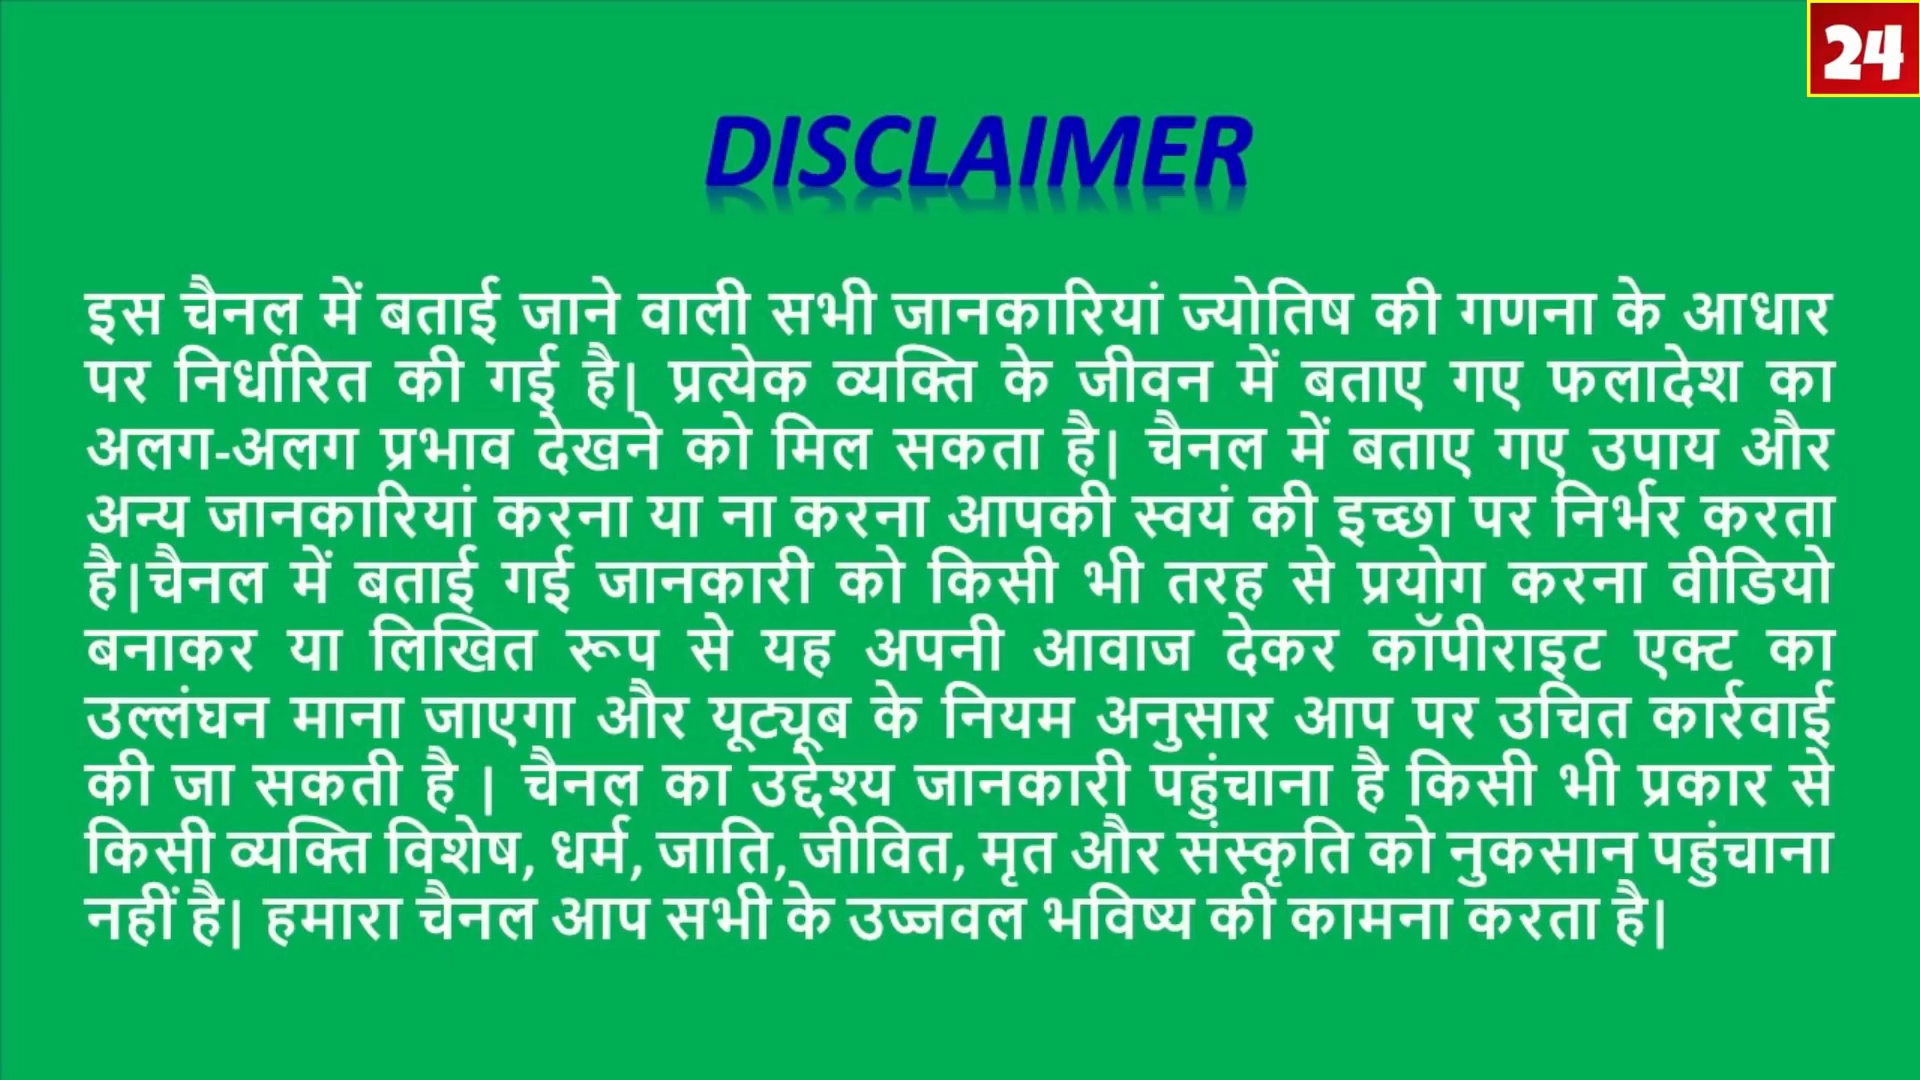 24
DISCLAIMER
इस चैनल में बताई जाने वाली सभी जानकारियां ज्योतिष की गणना के आधार
पर निर्धारित की गई है| प्रत्येक व्यक्ति के जीवन में बताए गए फलादेश का
अलग-अलग प्रभाव देखने को मिल सकता है| चैनल में बताए गए उपाय और
अन्य जानकारियां करना या ना करना आपकी स्वयं की इच्छा पर निर्भर करता
है|चैनल में बताई गई जानकारी को किसी भी तरह से प्रयोग करना वीडियो
बनाकर या लिखित रूप से यह अपनी आवाज देकर कॉपीराइट एक्ट का
उल्लंघन माना जाएगा और यूट्यूब के नियम अनुसार आप पर उचित कार्रवाई
की जा सकती है | चैनल का उद्देश्य जानकारी पहुंचाना है किसी भी प्रकार से
किसी व्यक्ति विशेष, धर्म, जाति, जीवित, मृत और संस्कृति को नुकसान पहुंचाना
नहीं है| हमारा चैनल आप सभी के उज्जवल भविष्य की कामना करता है|